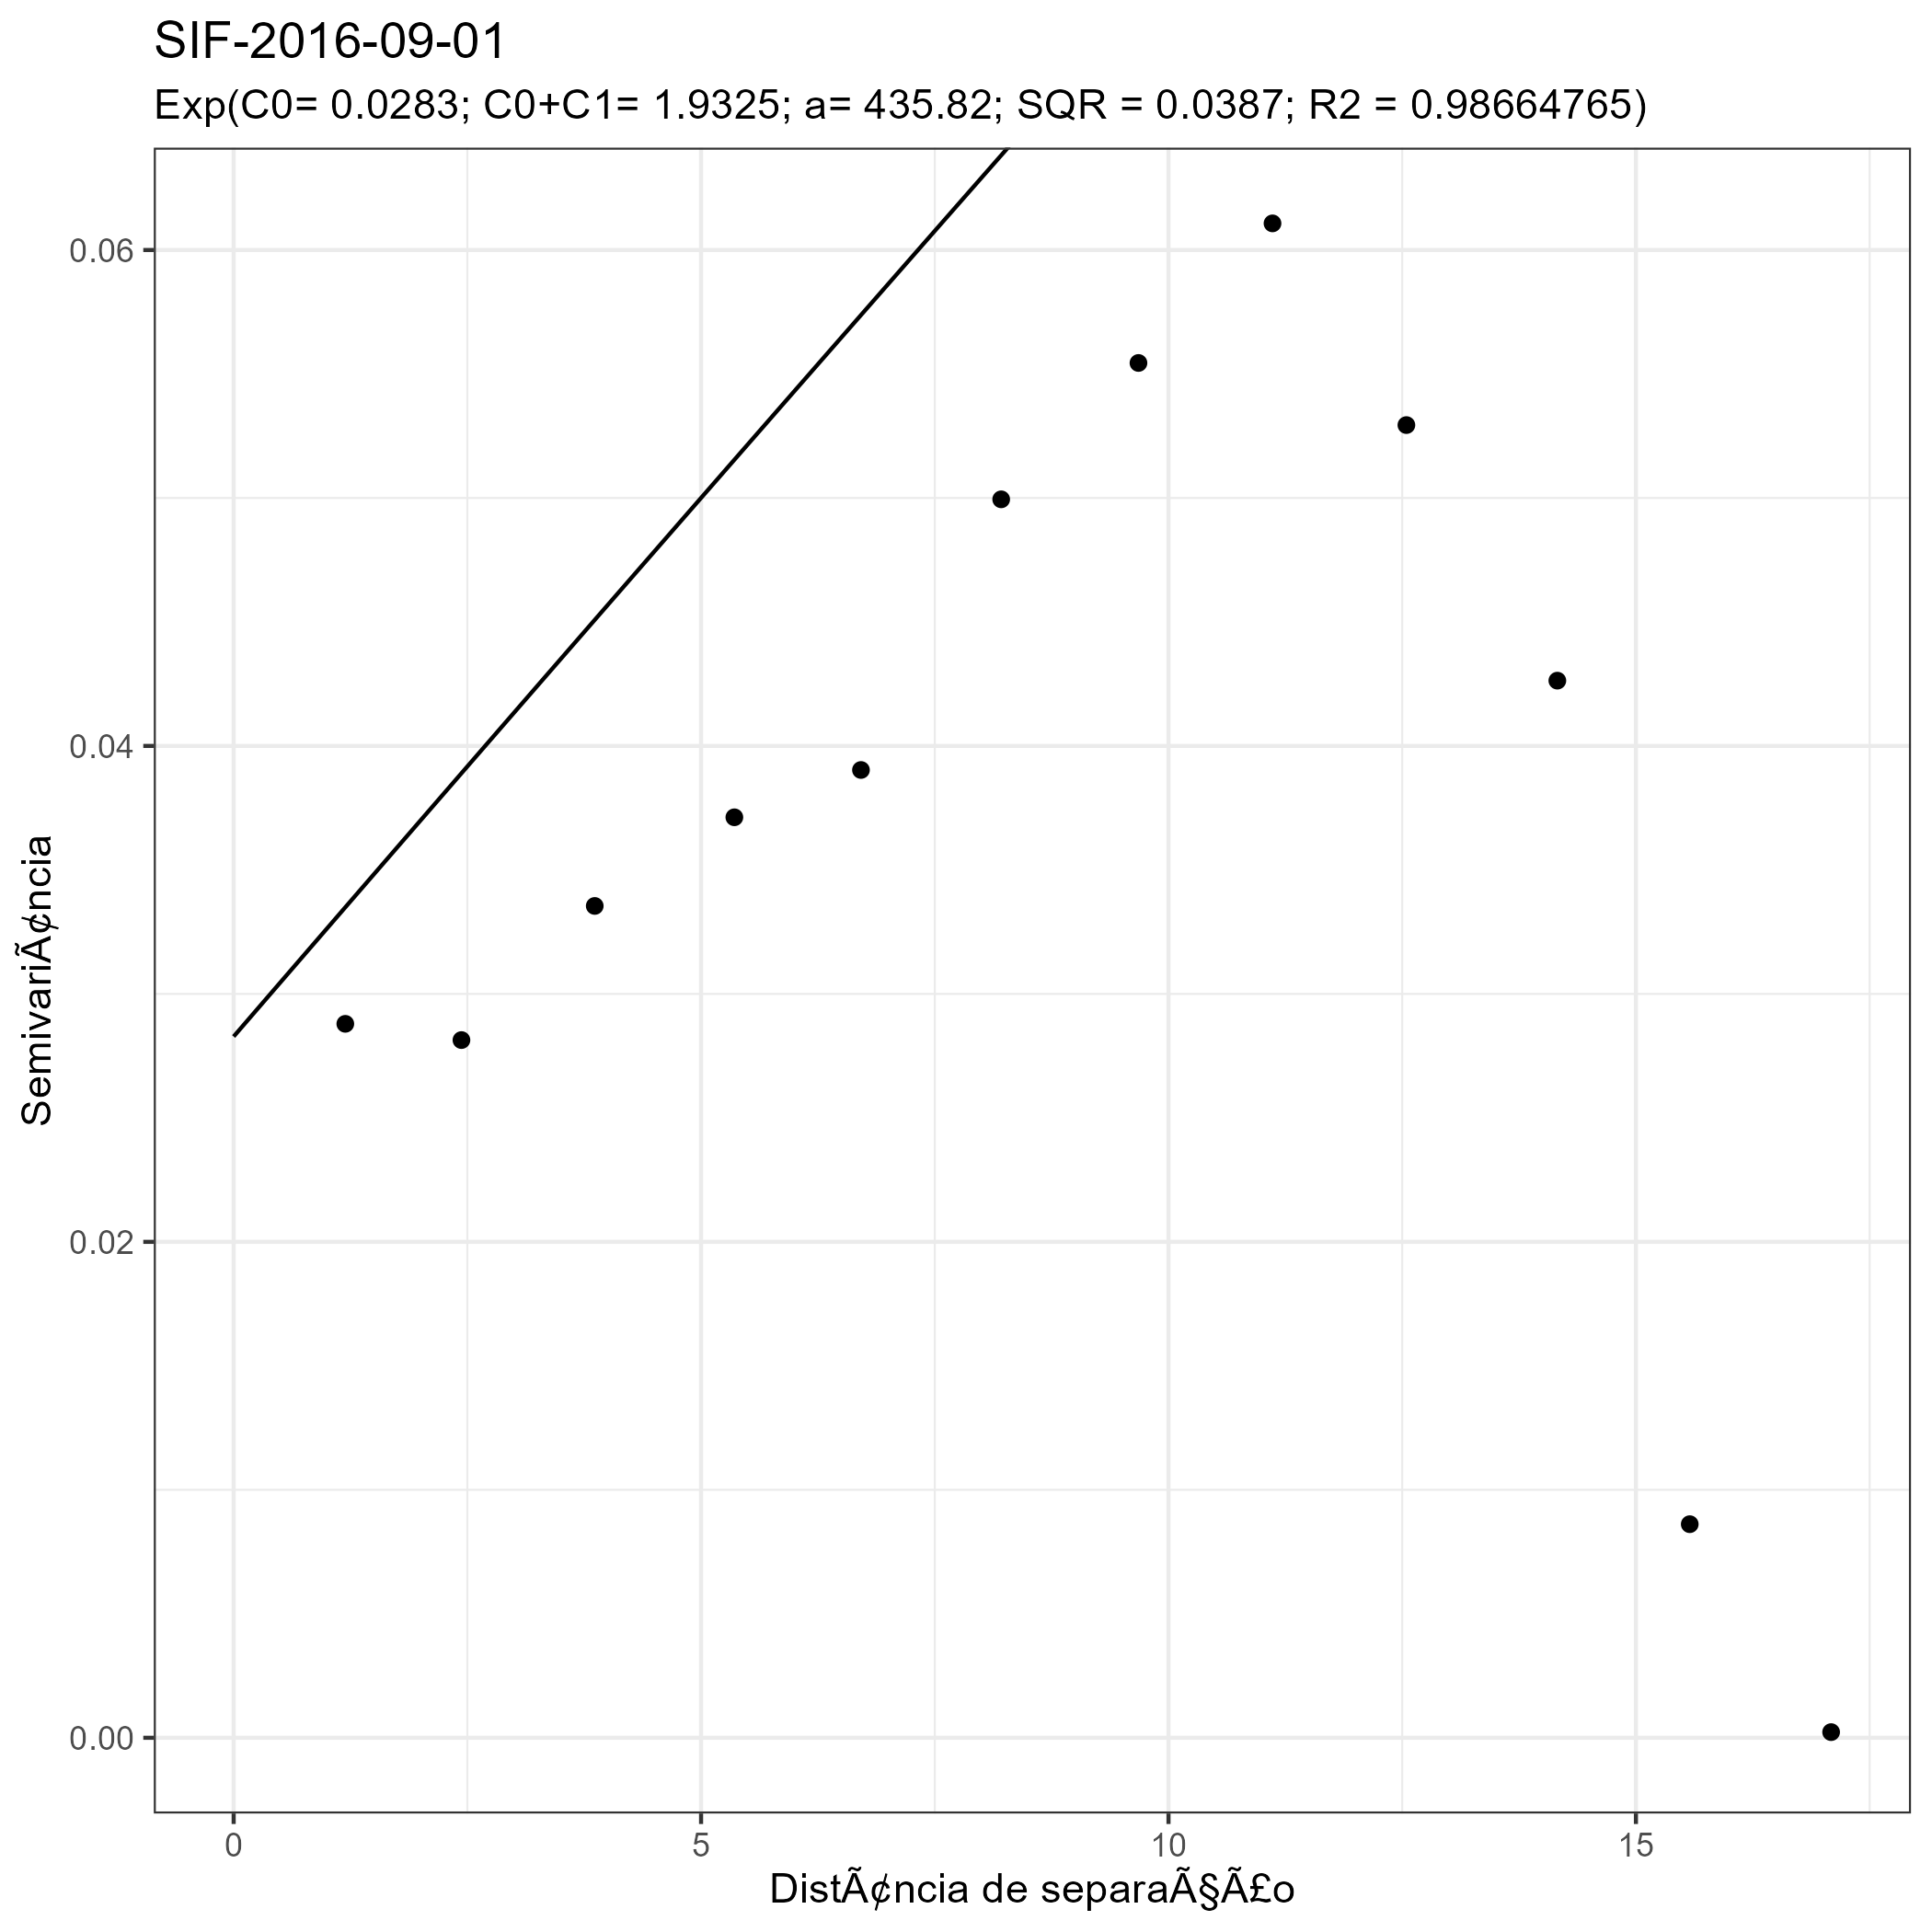 SIF-2016-09-01
Exp(C0= 0.0283; C0+C1= 1.9325; a= 435.82; SQR = 0.0387; R2 = 0.98664765)
SemivariÃ¢ncia
0.06
0.04
0.02
0.00
0 5 10 15
DistÃ¢ncia de separaÃ§Ã£o